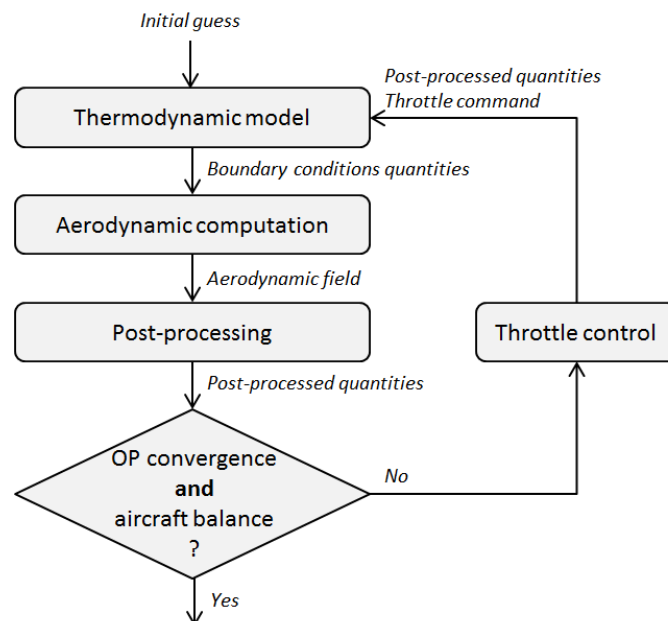 Initial guess
Post-processed quantities
Throttle command
Thermodynamic model
Boundary conditions quantities
Aerodynamic computation
Aerodynamic field
Post-processing
Throttle control
Post-processed quantities
OP convergence
and
aircraft balance
?
No
Yes